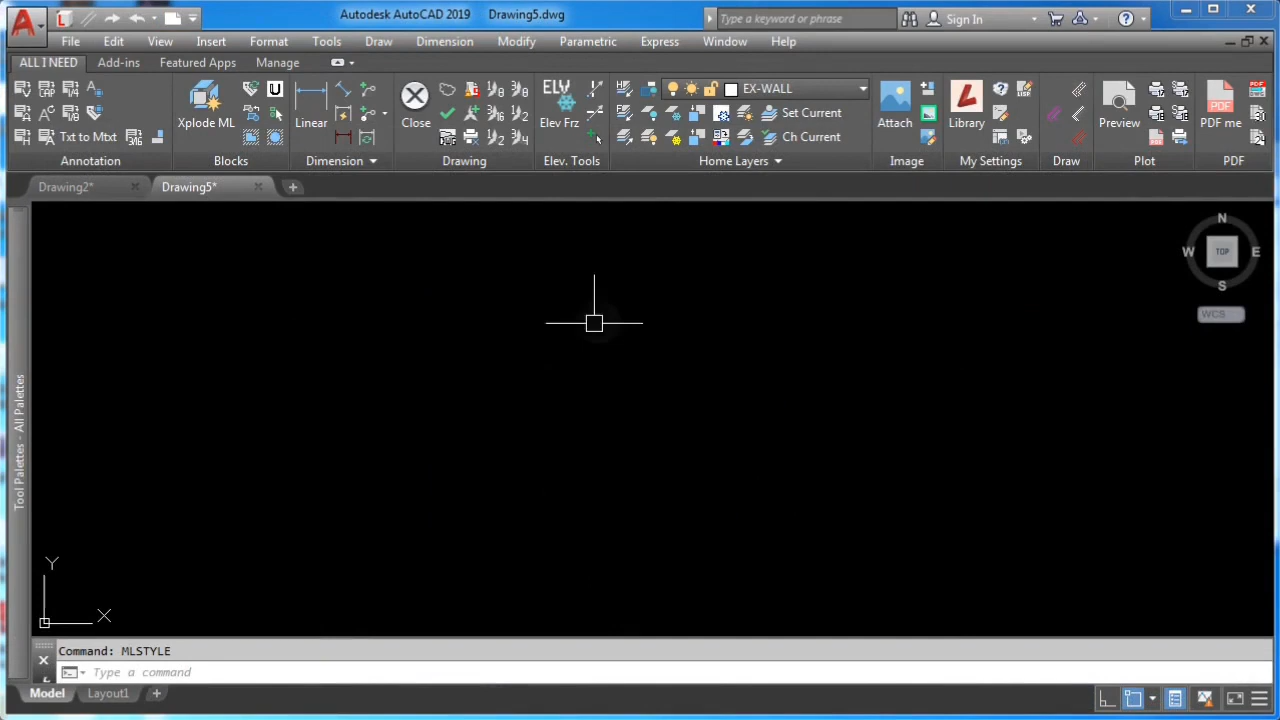 Autodesk AutoCAD 2019 Drawing5.dwg
Type a keyword or phrase
Sign In
File Edit View Insert Format Tools Draw Dimension Modify Parametric Express Window Help
ALL I NEED Add-ins Featured Apps Manage
Txt to Mtxt
Annotation
Xplode ML
Blocks
Linear
Dimension
Close
Drawing
ELV
Elev Frz
Elev. Tools
EX-WALL
Set Current
Ch Current
Home Layers
Attach
Image
Library
My Settings
Draw
Preview
Plot
PDF
PDF me
PDF
Drawing2*
Drawing5*
N
W TOP E
S
WCS
Tool Palettes - All Palettes
Y
X
Command: MLSTYLE
Type a command
Model Layout1